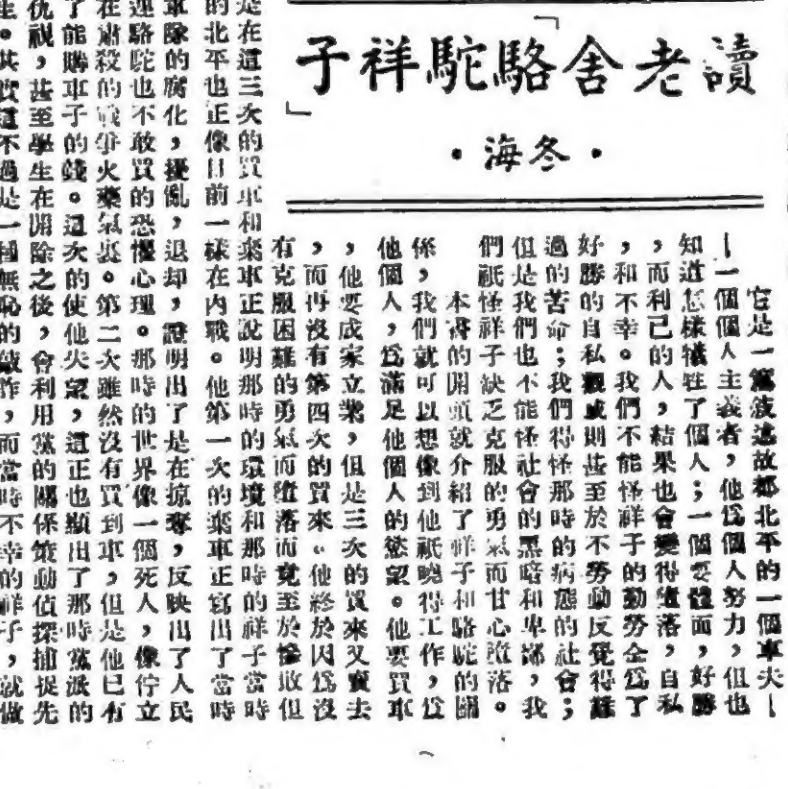 讀老舍「駱駝祥子」
·冬海·
它是一篇敘述故都北平的一個車夫—
—一個個人主義者,他爲個人努力,但也
知道怎樣犧牲了個人;一個要體面,好勝
,而利己的人,結果也會變得墮落,自私
,和不幸。我們不能怪祥子的勤勞全爲了
好勝的自私觀感則甚至於不勞動反覺得難
過的苦命;我們得怪那時的病態的社會;
但是我們也不能怪社會的黑暗和卑鄙,我
們祇怪祥子缺乏克服的勇氣而甘心墮落。
本書的開頭就介紹了祥子和駱駝的關
係,我們就可以想像到他祇曉得工作,爲
他個人,爲滿足他個人的慾望。他要買車
,他要成家立業,但是三次的買來又賣去
,而再沒有第四次的買來。他終於因爲沒
有克服困難的勇氣而墮落而竟至於慘敗但
是在這三次的買車和棄車正說明那時的環境和那時的祥子當時
的北平也正像目前一樣在內戰。他第一次的棄車正寫出了當時
軍隊的腐化,擾亂,退却,證明出了是在掠奪,反映出了人民
連駱駝也不敢買的恐懼心理。那時的世界像一個死人,像佇立
在肅殺的戰爭火藥氣裏。第二次雖然沒有買到車,但是他已有
了能購車子的錢。這次的使他失望,這正也顯出了那時黨派的
仇視,甚至學生在開除之後,會利用黨的關係策動偵探捕捉先
生。其實這不過是一種無恥的敲詐,而當時不幸的祥子,就做